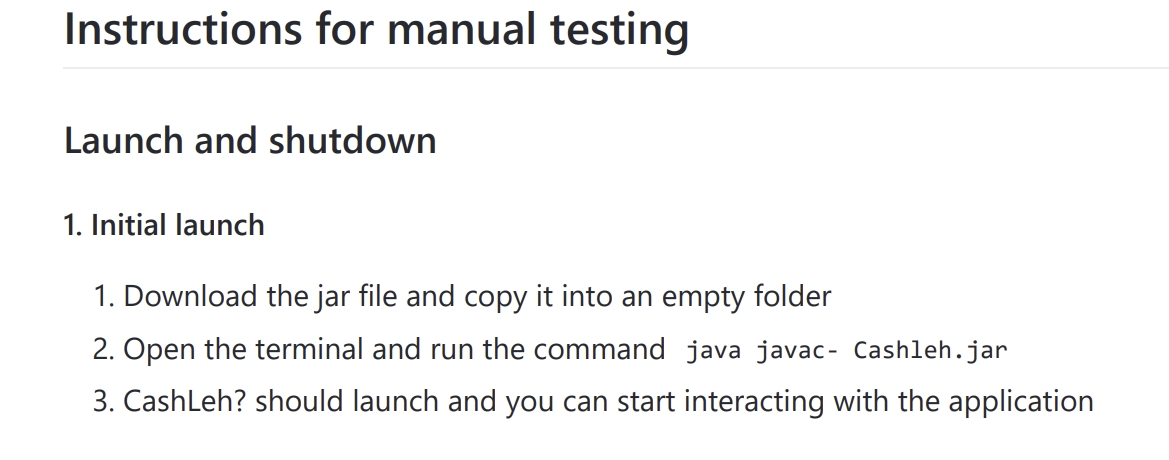 Instructions for manual testing
Launch and shutdown
1. Initial launch
1. Download the jar file and copy it into an empty folder
2. Open the terminal and run the command java javac- Cashleh.jar
3. CashLeh? should launch and you can start interacting with the application